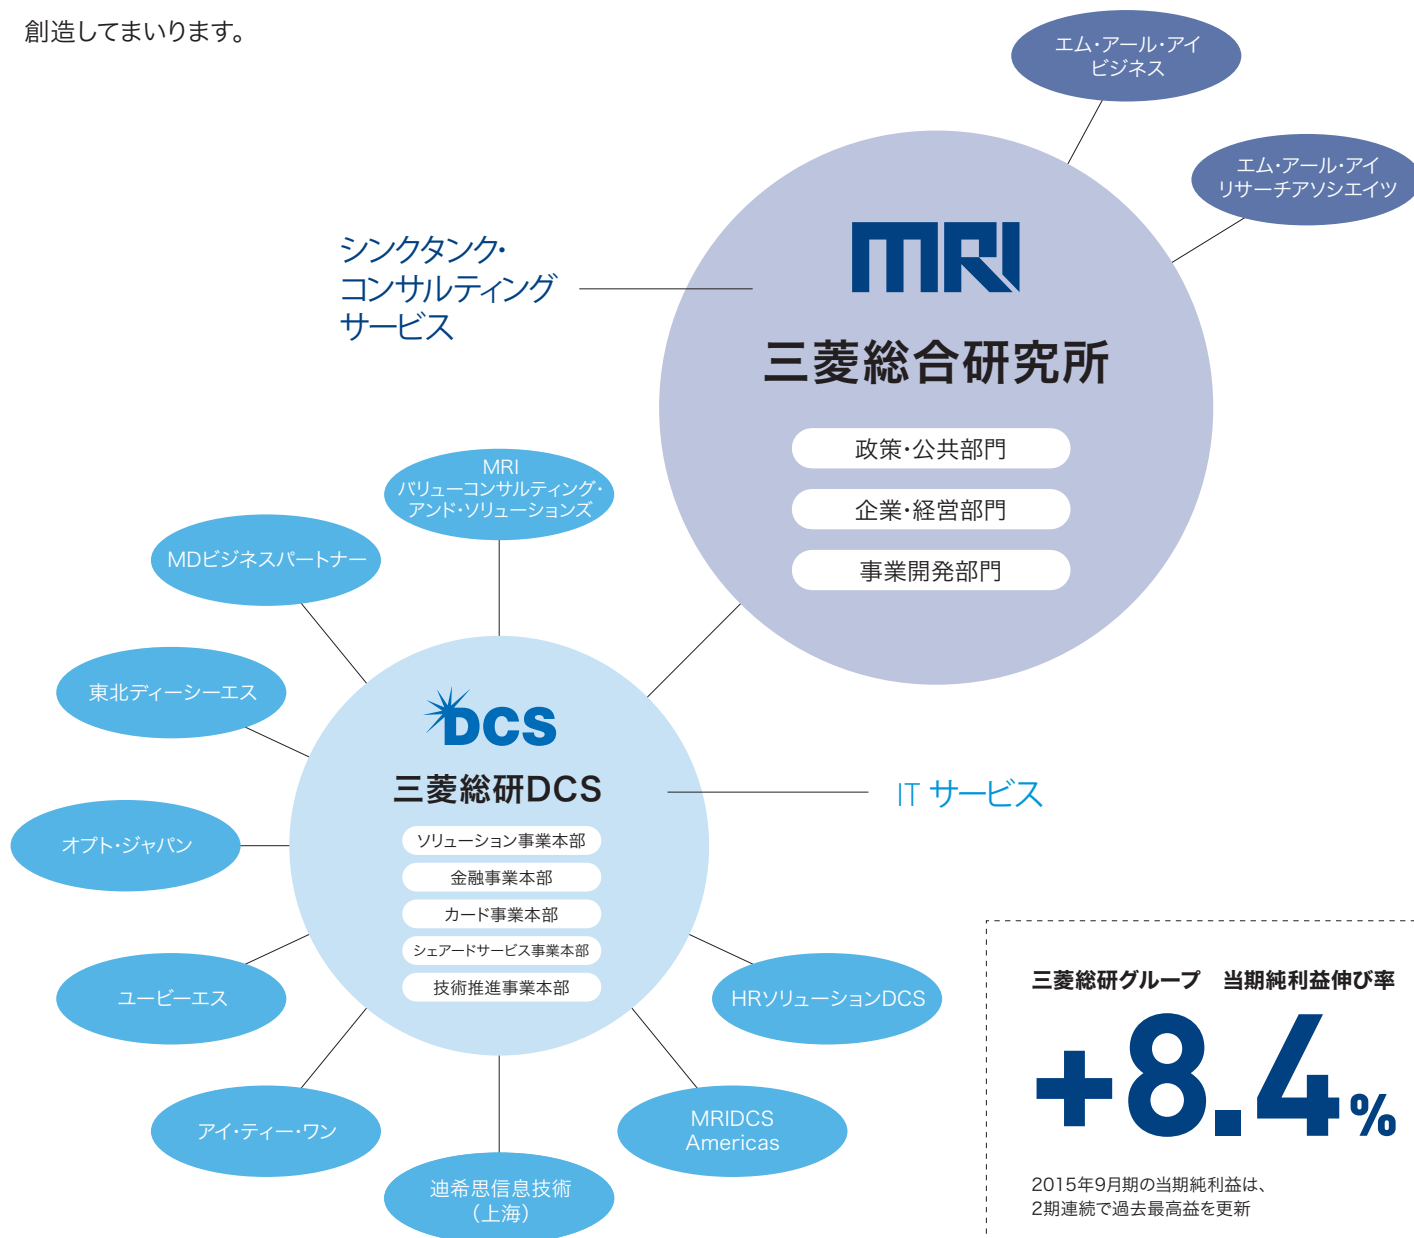 創造してまいります。
エム・アール・アイ
ビジネス
エム・アール・アイ
リサーチアソシエイツ
シンクタンク・
コンサルティング
サービス
MRI
三菱総合研究所
政策・公共部門
企業・経営部門
事業開発部門
MRI
バリューコンサルティング・
アンド・ソリューションズ
MDビジネスパートナー
東北ディーシーエス
オプト・ジャパン
ユービーエス
アイ・ティー・ワン
迪希思信息技術
（上海）
MRIDCS
Americas
HRソリューションDCS
DCS
三菱総研DCS
ソリューション事業本部
金融事業本部
カード事業本部
シェアードサービス事業本部
技術推進事業本部
IT サービス
三菱総研グループ　当期純利益伸び率
+8.4%
2015年9月期の当期純利益は、
2期連続で過去最高益を更新